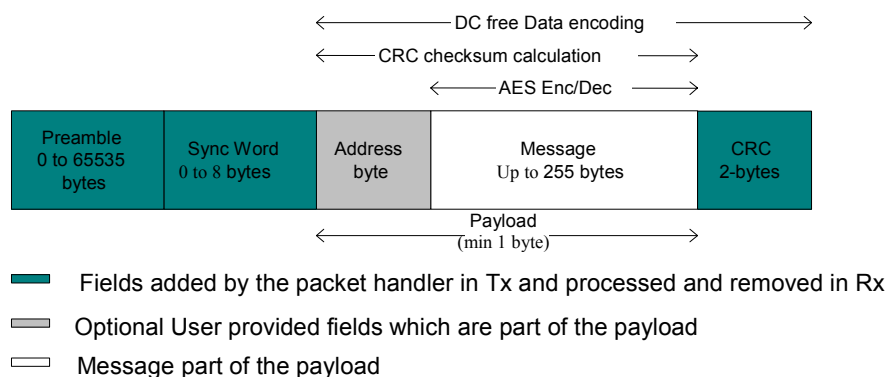 DC free Data encoding
CRC checksum calculation
AES Enc/Dec
Preamble
0 to 65535
bytes
Sync Word
0 to 8 bytes
Address
byte
Message
Up to 255 bytes
CRC
2-bytes
Payload
(min 1 byte)
Fields added by the packet handler in Tx and processed and removed in Rx
Optional User provided fields which are part of the payload
Message part of the payload